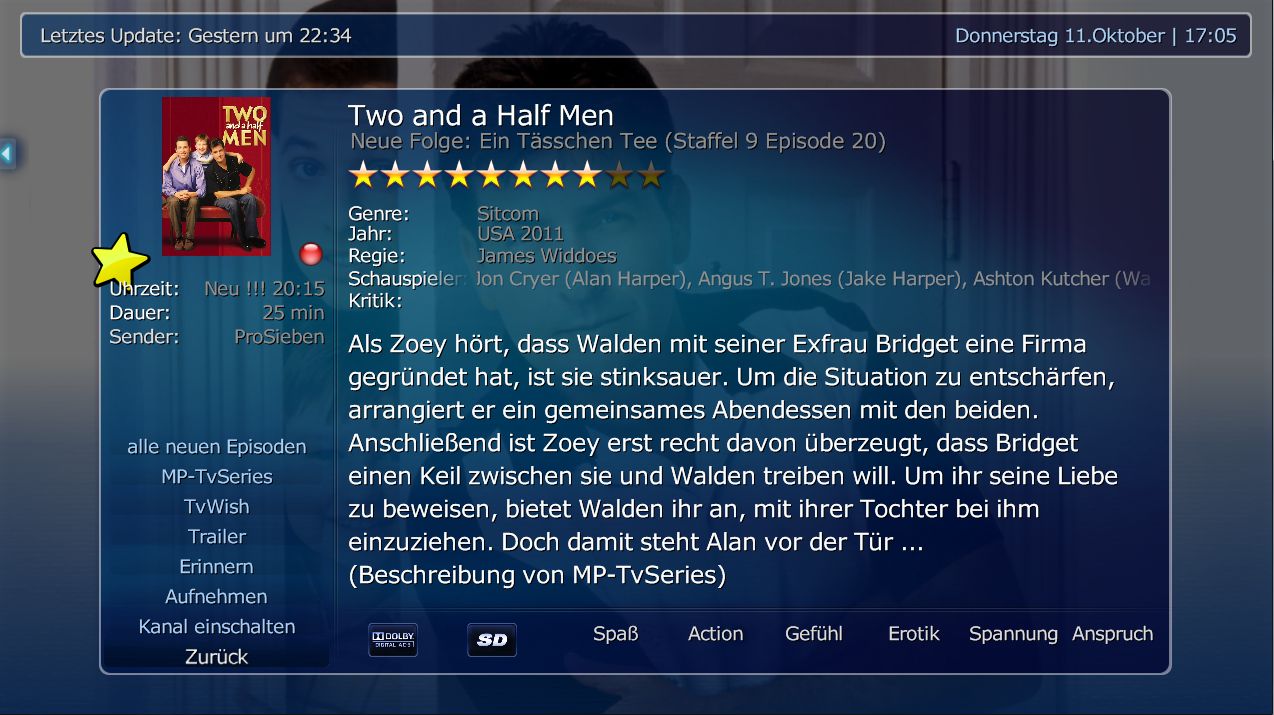 Letztes Update: Gestern um 22:34
Donnerstag 11.Oktober | 17:05
TWO
and a half
MEN
Two and a Half Men
Neue Folge: Ein Tässchen Tee (Staffel 9 Episode 20)
Genre: Sitcom
Jahr: USA 2011
Regie: James Widdoes
Schauspieler: Jon Cryer (Alan Harper), Angus T. Jones (Jake Harper), Ashton Kutcher (Wa
Kritik:
Uhrzeit: Neu !!! 20:15
Dauer: 25 min
Sender: ProSieben
Als Zoey hört, dass Walden mit seiner Exfrau Bridget eine Firma
gegründet hat, ist sie stinksauer. Um die Situation zu entschärfen,
arrangiert er ein gemeinsames Abendessen mit den beiden.
Anschließend ist Zoey erst recht davon überzeugt, dass Bridget
einen Keil zwischen sie und Walden treiben will. Um ihr seine Liebe
zu beweisen, bietet Walden ihr an, mit ihrer Tochter bei ihm
einzuziehen. Doch damit steht Alan vor der Tür ...
(Beschreibung von MP-TvSeries)
alle neuen Episoden
MP-TvSeries
TvWish
Trailer
Erinnern
Aufnehmen
Kanal einschalten
Zurück
DOLBY
DIGITAL AC3 5.1
SD
Spaß Action Gefühl Erotik Spannung Anspruch